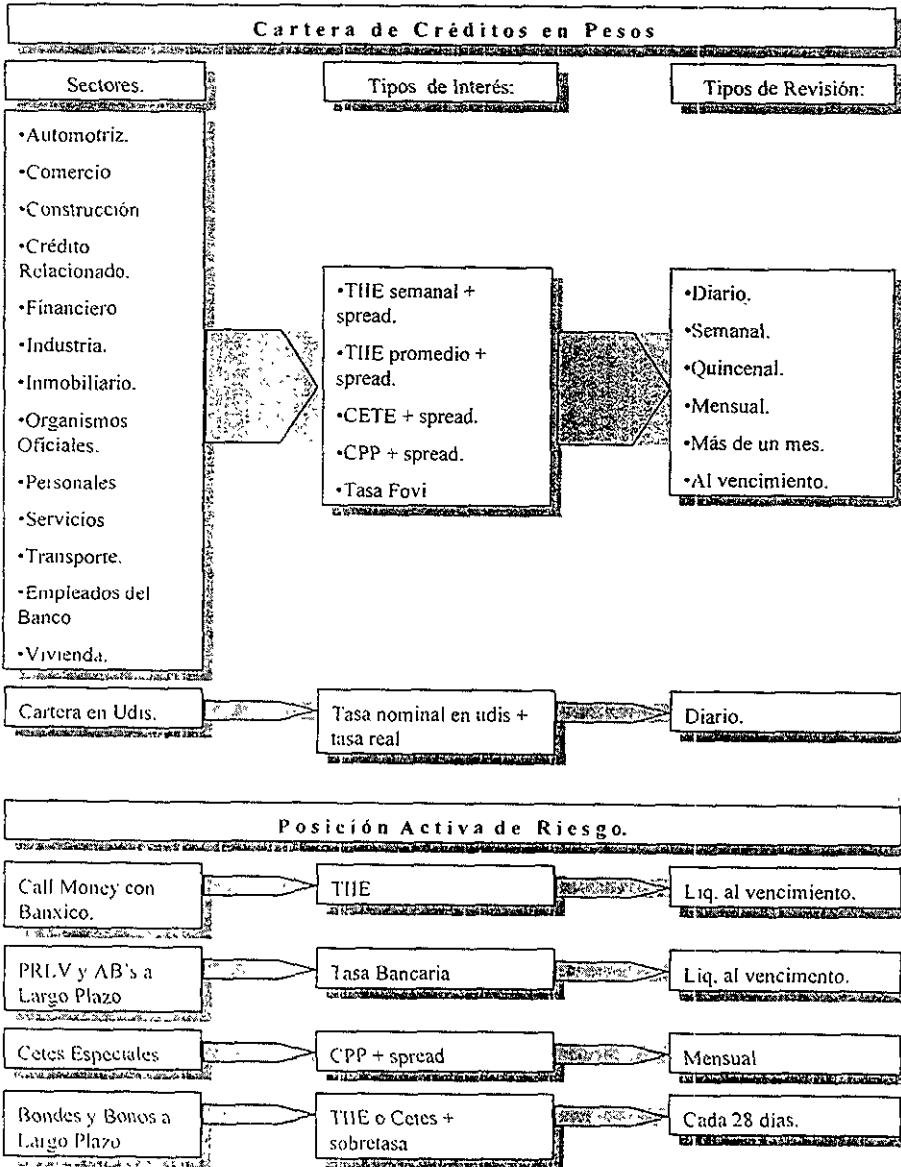 Cartera de Créditos en Pesos
Sectores.
•Automotriz.
•Comercio
•Construcción
•Crédito
Relacionado.
•Financiero
•Industria.
•Inmobiliario.
•Organismos
Oficiales.
•Personales
•Servicios
•Transporte.
•Empleados del
Banco
•Vivienda.
Tipos de Interés:
•TIIE semanal +
spread.
•TIIE promedio +
spread.
•CETE + spread.
•CPP + spread.
•Tasa Fovi
Tipos de Revisión:
•Diario.
•Semanal.
•Quincenal.
•Mensual.
•Más de un mes.
•Al vencimiento.
Cartera en Udis.
Tasa nominal en udis +
tasa real
Diario.
Posición Activa de Riesgo.
Call Money con
Banxico.
TIIE
Liq. al vencimiento.
PRLV y AB's a
Largo Plazo
Tasa Bancaria
Liq. al vencimento.
Cetes Especiales
CPP + spread
Mensual
Bondes y Bonos a
Largo Plazo
TIIE o Cetes +
sobretasa
Cada 28 días.